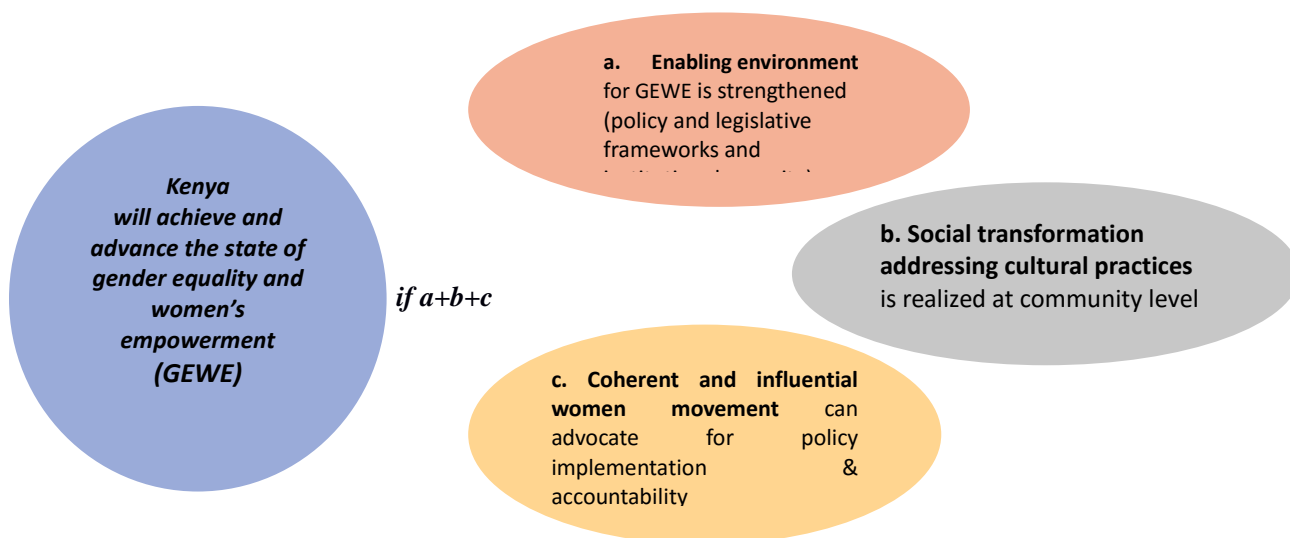 Kenya
will achieve and
advance the state of
gender equality and
women’s
empowerment
(GEWE)
if a+b+c
a. Enabling environment
for GEWE is strengthened
(policy and legislative
frameworks and
b. Social transformation
addressing cultural practices
is realized at community level
c. Coherent and influential
women movement can
advocate for policy
implementation &
accountability